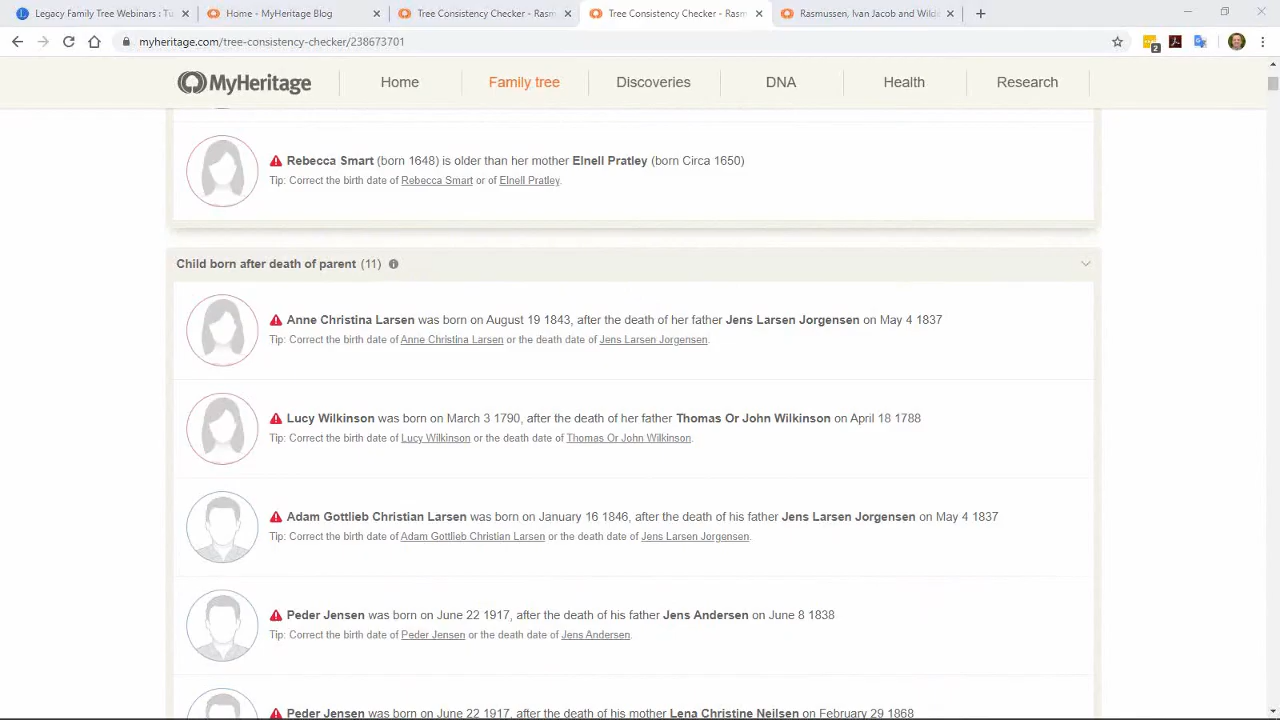 Legacy Family Tree Webinars : Tu
Home - MyHeritage Blog
Tree Consistency Checker - Rasm
Tree Consistency Checker - Rasm
Rasmussen, Ivan Jacob and Wild
myheritage.com/tree-consistency-checker/238673701
2
MyHeritage
Home
Family tree
Discoveries
DNA
Health
Research
Rebecca Smart (born 1648) is older than her mother Elnell Pratley (born Circa 1650)
Tip: Correct the birth date of Rebecca Smart or of Elnell Pratley.
Child born after death of parent (11)
Anne Christina Larsen was born on August 19 1843, after the death of her father Jens Larsen Jorgensen on May 4 1837
Tip: Correct the birth date of Anne Christina Larsen or the death date of Jens Larsen Jorgensen.
Lucy Wilkinson was born on March 3 1790, after the death of her father Thomas Or John Wilkinson on April 18 1788
Tip: Correct the birth date of Lucy Wilkinson or the death date of Thomas Or John Wilkinson.
Adam Gottlieb Christian Larsen was born on January 16 1846, after the death of his father Jens Larsen Jorgensen on May 4 1837
Tip: Correct the birth date of Adam Gottlieb Christian Larsen or the death date of Jens Larsen Jorgensen.
Peder Jensen was born on June 22 1917, after the death of his father Jens Andersen on June 8 1838
Tip: Correct the birth date of Peder Jensen or the death date of Jens Andersen.
Peder Jensen was born on June 22 1917, after the death of his mother Lena Christine Neilsen on February 29 1868